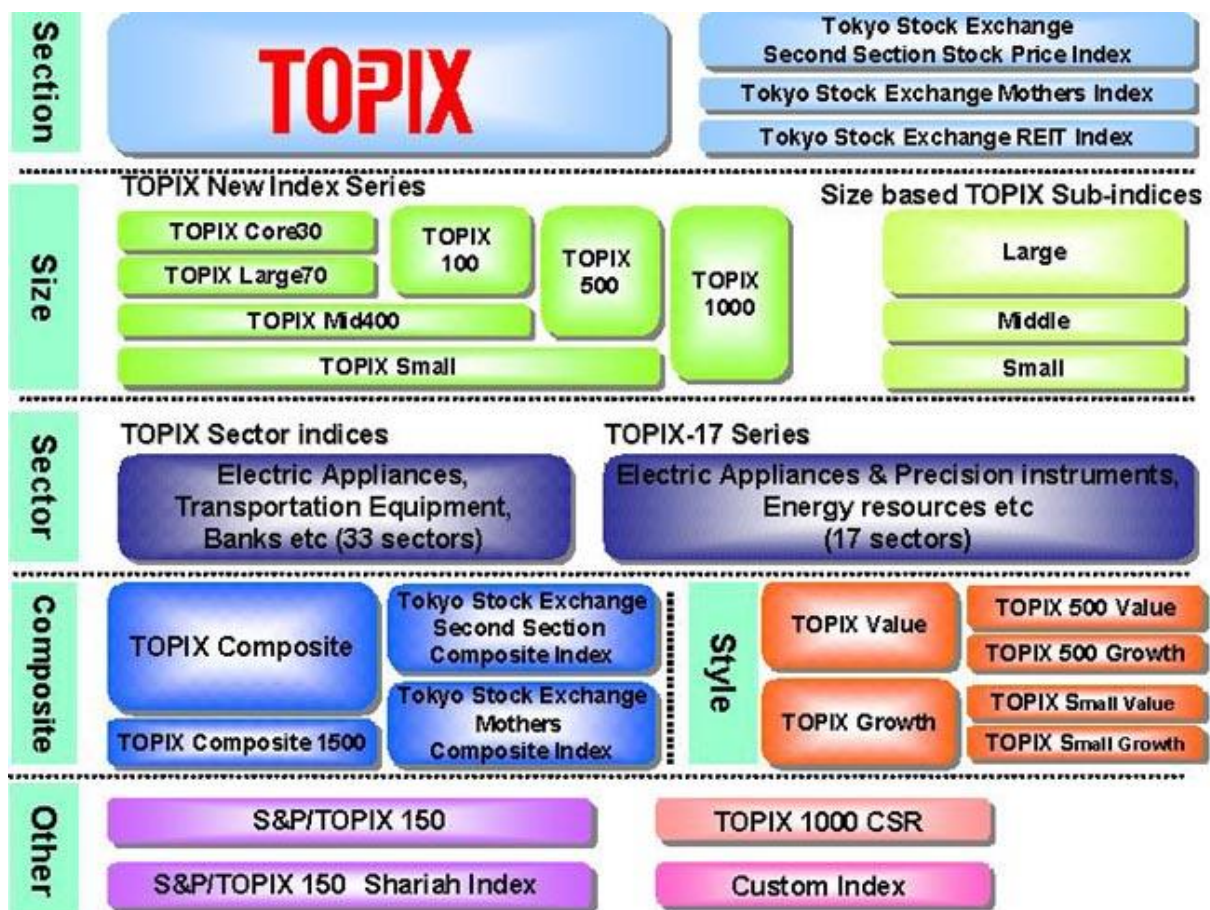 Section
TOPIX
Tokyo Stock Exchange
Second Section Stock Price Index
Tokyo Stock Exchange Mothers Index
Tokyo Stock Exchange REIT Index
Size
TOPIX New Index Series
TOPIX Core30
TOPIX Large70
TOPIX Mid400
TOPIX Small
TOPIX
100
TOPIX
500
TOPIX
1000
Size based TOPIX Sub-indices
Large
Middle
Small
Sector
TOPIX Sector indices
Electric Appliances,
Transportation Equipment,
Banks etc (33 sectors)
TOPIX-17 Series
Electric Appliances & Precision instruments,
Energy resources etc
(17 sectors)
Composite
TOPIX Composite
TOPIX Composite 1500
Tokyo Stock Exchange
Second Section
Composite Index
Tokyo Stock Exchange
Mothers
Composite Index
Style
TOPIX Value
TOPIX Growth
TOPIX 500 Value
TOPIX 500 Growth
TOPIX Small Value
TOPIX Small Growth
Other
S&P/TOPIX 150
S&P/TOPIX 150 Shariah Index
TOPIX 1000 CSR
Custom Index